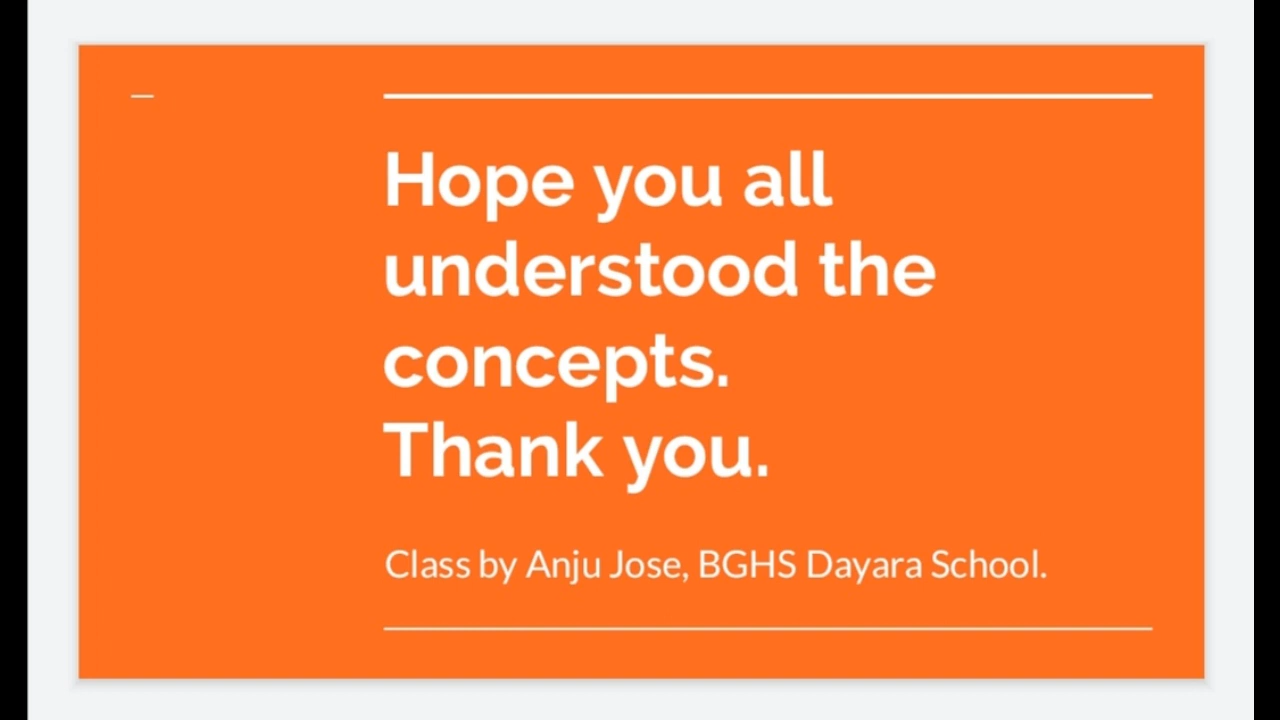 Hope you all
understood the
concepts.
Thank you.
Class by Anju Jose, BGHS Dayara School.